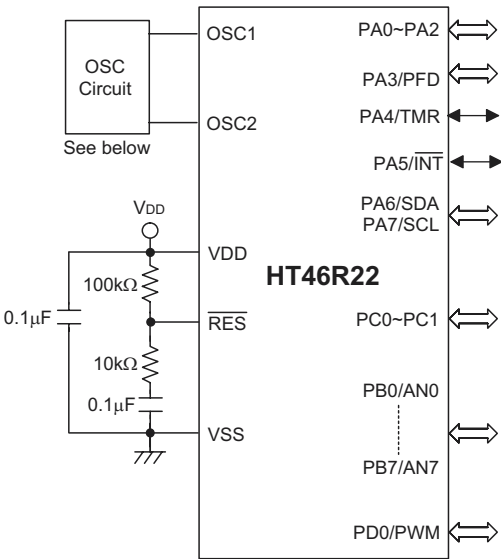 OSC
Circuit
See below
OSC1
OSC2
VDD
VDD
100kΩ
0.1μF
RES
10kΩ
0.1μF
VSS
HT46R22
PA0~PA2
PA3/PFD
PA4/TMR
PA5/INT
PA6/SDA
PA7/SCL
PC0~PC1
PB0/AN0
PB7/AN7
PD0/PWM